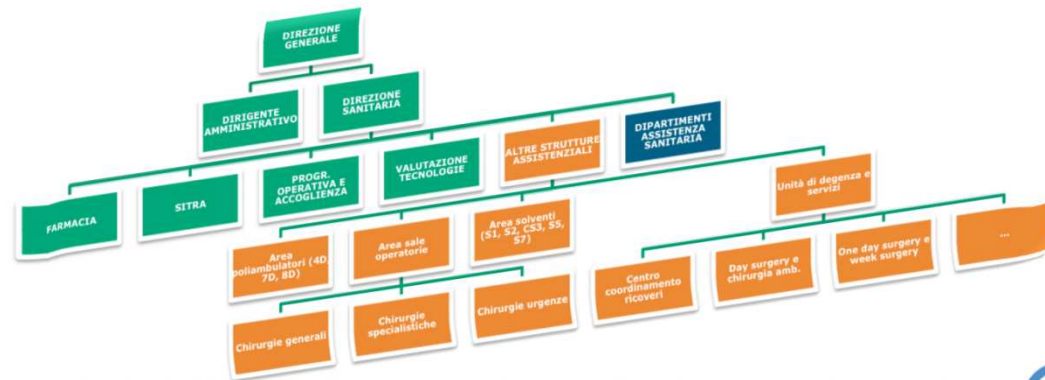 DIREZIONE
GENERALE
DIRIGENTE
AMMINISTRATIVO
DIREZIONE
SANITARIA
FARMACIA
SITRA
PROGR.
OPERATIVA E
ACCOGLIENZA
VALUTAZIONE
TECNOLOGIE
ALTRE STRUTTURE
ASSISTENZIALI
DIPARTIMENTI
ASSISTENZA
SANITARIA
Area
poliambulatori (4D,
7D, 8D)
Area sale
operatorie
Area solventi
(S1, S2, CS3, S5,
S7)
Unità di degenza e
servizi
Chirurgie generali
Chirurgie
specialistiche
Chirurgie urgenze
Centro
coordinamento
ricoveri
Day surgery e
chirurgia amb.
One day surgery e
week surgery
...